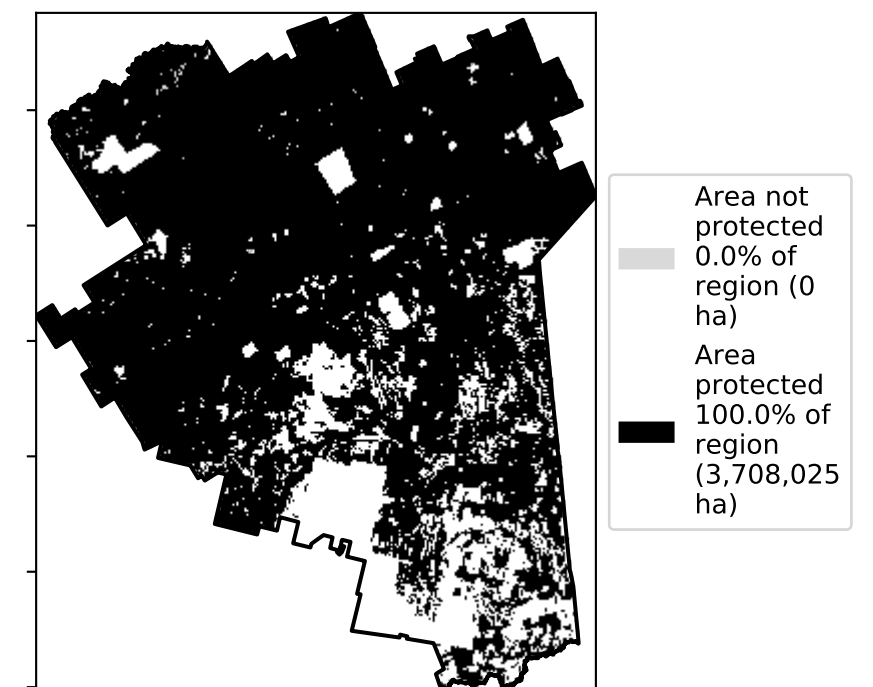 Area not
protected
0.0% of
region (0
ha)
Area
protected
100.0% of
region
(3,708,025
ha)